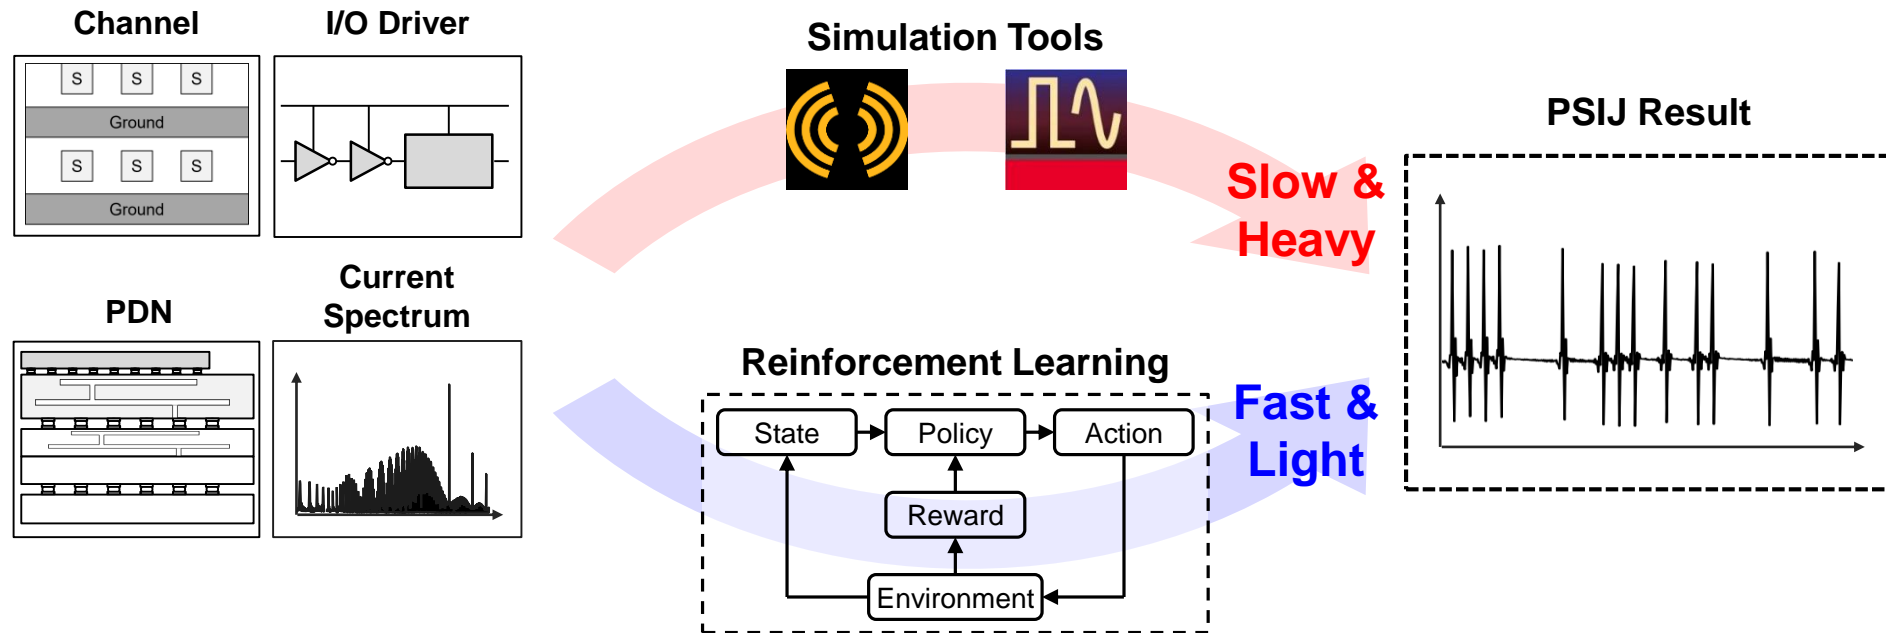 Channel
I/O Driver
Simulation Tools
PSIJ Result
S S S
Ground
S S S
Ground
Slow &
Heavy
PDN
Current
Spectrum
Reinforcement Learning
State
Policy
Action
Reward
Environment
Fast &
Light